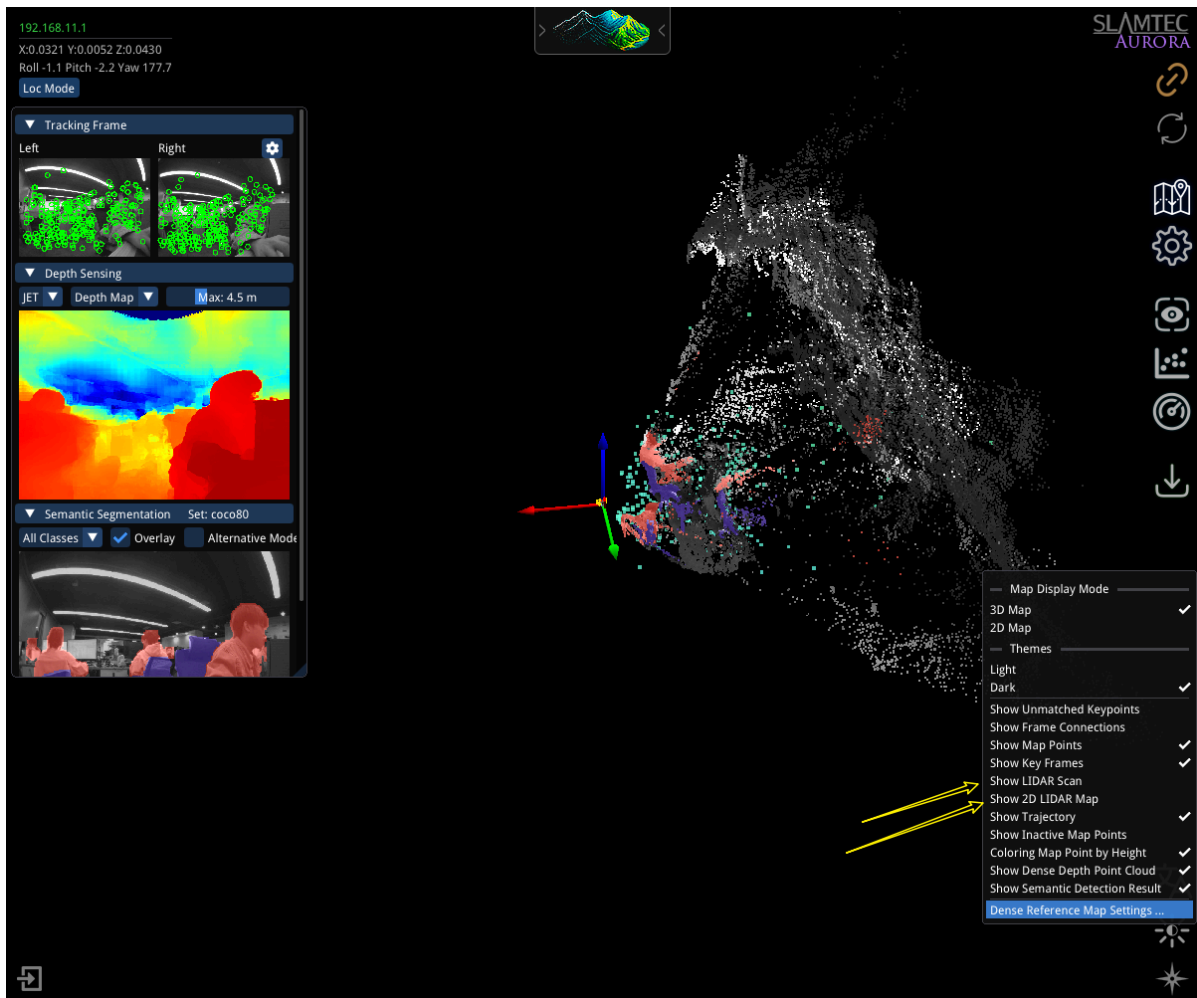 192.168.11.1
X:0.0321 Y:0.0052 Z:0.0430
Roll -1.1 Pitch -2.2 Yaw 177.7
Loc Mode
SLAMTEC
AURORA
Tracking Frame
Left Right
Depth Sensing
JET Depth Map Max: 4.5 m
Semantic Segmentation Set: coco80
All Classes Overlay Alternative Mode
Map Display Mode
3D Map
2D Map
Themes
Light
Dark
Show Unmatched Keypoints
Show Frame Connections
Show Map Points
Show Key Frames
Show LIDAR Scan
Show 2D LIDAR Map
Show Trajectory
Show Inactive Map Points
Coloring Map Point by Height
Show Dense Depth Point Cloud
Show Semantic Detection Result
Dense Reference Map Settings ...